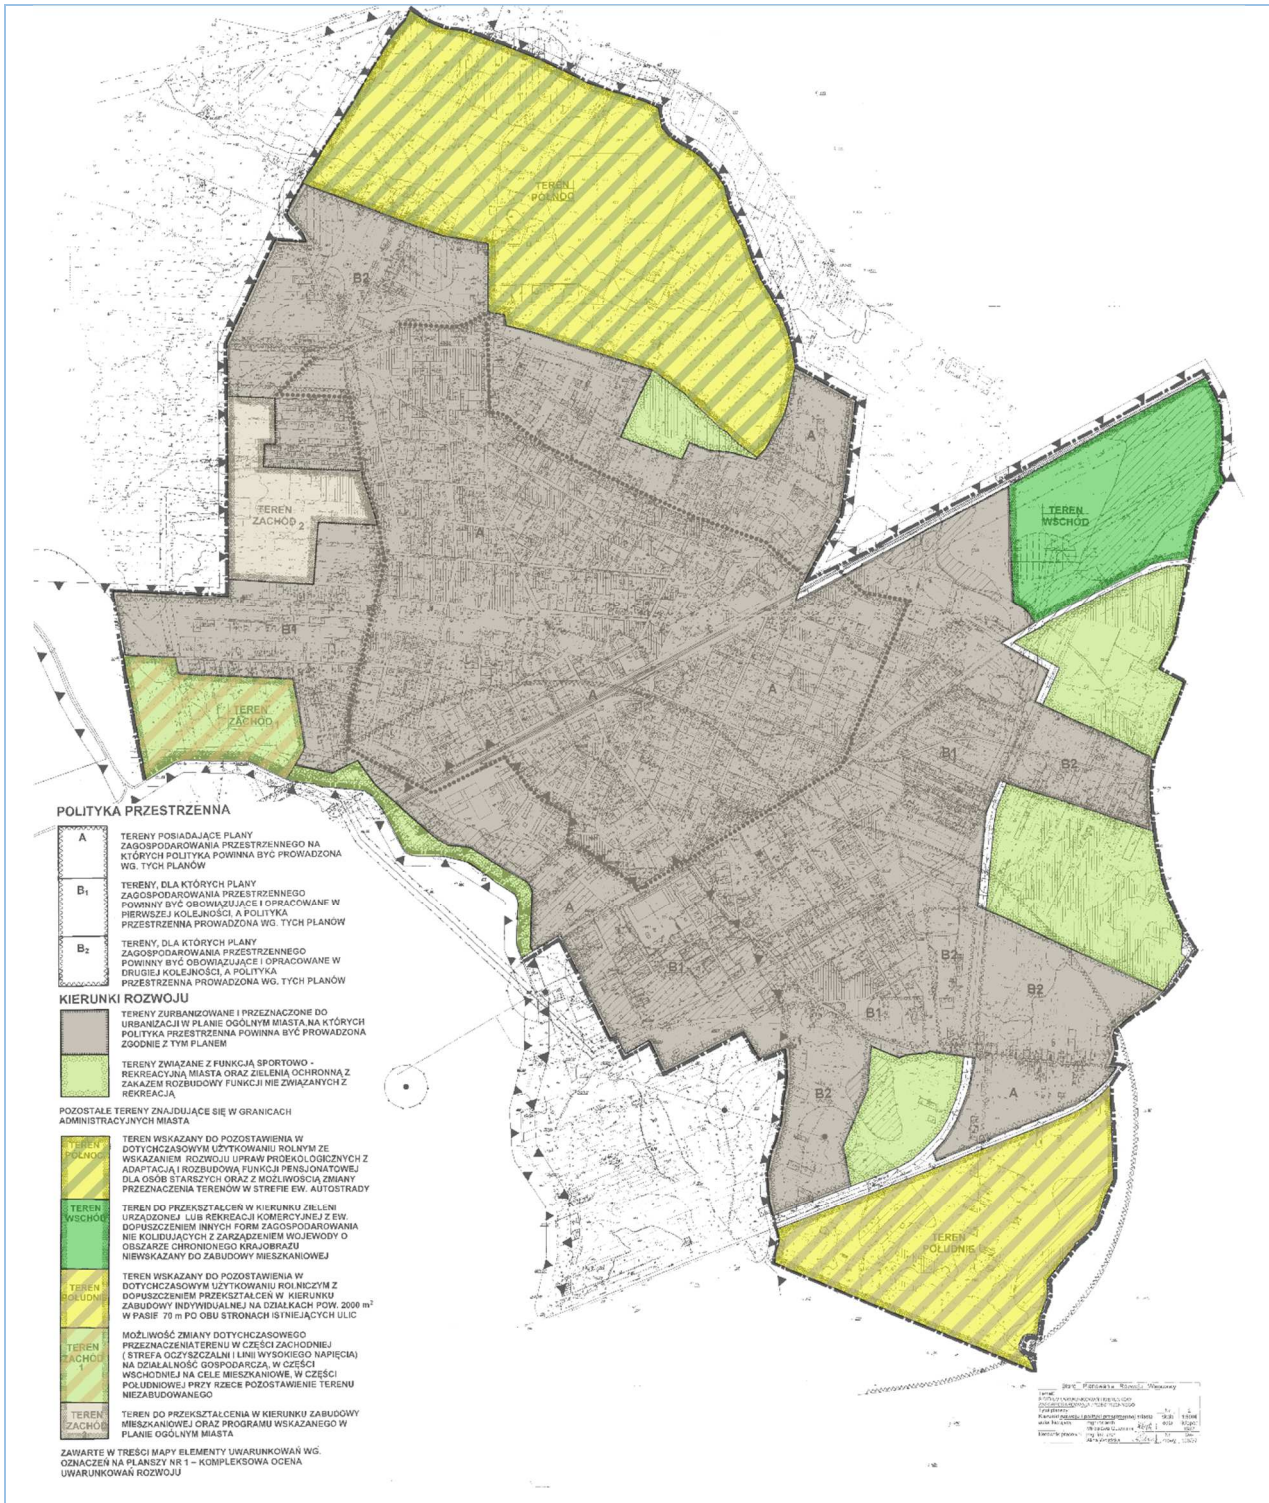 TEREN
PÓŁNOC
B2
A
TEREN
WSCHÓD
TEREN
ZACHÓD 2
A
B1
A
A
TEREN
ZACHÓD 1
B1
B2
A
B1
B2
B2
B1
B2
A
TEREN
POŁUDNIE
POLITYKA PRZESTRZENNA
A
TERENY POSIADAJĄCE PLANY
ZAGOSPODAROWANIA PRZESTRZENNEGO NA
KTÓRYCH POLITYKA POWINNA BYĆ PROWADZONA
WG. TYCH PLANÓW
B1
TERENY, DLA KTÓRYCH PLANY
ZAGOSPODAROWANIA PRZESTRZENNEGO
POWINNY BYĆ OBOWIĄZUJĄCE I OPRACOWANE W
PIERWSZEJ KOLEJNOŚCI, A POLITYKA
PRZESTRZENNA PROWADZONA WG. TYCH PLANÓW
B2
TERENY, DLA KTÓRYCH PLANY
ZAGOSPODAROWANIA PRZESTRZENNEGO
POWINNY BYĆ OBOWIĄZUJĄCE I OPRACOWANE W
DRUGIEJ KOLEJNOŚCI, A POLITYKA
PRZESTRZENNA PROWADZONA WG. TYCH PLANÓW
KIERUNKI ROZWOJU
TERENY ZURBANIZOWANE I PRZEZNACZONE DO
URBANIZACJI W PLANIE OGÓLNYM MIASTA, NA KTÓRYCH
POLITYKA PRZESTRZENNA POWINNA BYĆ PROWADZONA
ZGODNIE Z TYM PLANEM
TERENY ZWIĄZANE Z FUNKCJĄ SPORTOWO -
REKREACYJNĄ MIASTA ORAZ ZIELENIĄ OCHRONNĄ Z
ZAKAZEM ROZBUDOWY FUNKCJI NIE ZWIĄZANYCH Z
REKREACJĄ
POZOSTAŁE TERENY ZNAJDUJĄCE SIĘ W GRANICACH
ADMINISTRACYJNYCH MIASTA
TEREN
PÓŁNOC
TEREN WSKAZANY DO POZOSTAWIENIA W
DOTYCHCZASOWYM UŻYTKOWANIU ROLNYM ZE
WSKAZANIEM ROZWOJU UPRAW PROEKOLOGICZNYCH Z
ADAPTACJĄ I ROZBUDOWĄ FUNKCJI PENSJONATOWEJ
DLA OSÓB STARSZYCH ORAZ Z MOŻLIWOŚCIĄ ZMIANY
PRZEZNACZENIA TERENÓW W STREFIE EW. AUTOSTRADY
TEREN
WSCHÓD
TEREN DO PRZEKSZTAŁCEŃ W KIERUNKU ZIELENI
URZĄDZONEJ LUB REKREACJI KOMERCYJNEJ Z EW.
DOPUSZCZENIEM INNYCH FORM ZAGOSPODAROWANIA
NIE KOLIDUJĄCYCH Z ZARZĄDZENIEM WOJEWODY O
OBSZARZE CHRONIONEGO KRAJOBRAZU
NIEWSKAZANY DO ZABUDOWY MIESZKANIOWEJ
TEREN
POŁUDNIE
TEREN WSKAZANY DO POZOSTAWIENIA W
DOTYCHCZASOWYM UŻYTKOWANIU ROLNICZYM Z
DOPUSZCZENIEM PRZEKSZTAŁCEŃ W KIERUNKU
ZABUDOWY INDYWIDUALNEJ NA DZIAŁKACH POW. 2000 m²
W PASIE 70 m PO OBU STRONACH ISTNIEJĄCYCH ULIC
TEREN
ZACHÓD
1
MOŻLIWOŚĆ ZMIANY DOTYCHCZASOWEGO
PRZEZNACZENIATERENU W CZĘŚCI ZACHODNIEJ
( STREFA OCZYSZCZALNI I LINII WYSOKIEGO NAPIĘCIA)
NA DZIAŁALNOŚĆ GOSPODARCZĄ, W CZĘŚCI
WSCHODNIEJ NA CELE MIESZKANIOWE, W CZĘŚCI
POŁUDNIOWEJ PRZY RZECE POZOSTAWIENIE TERENU
NIEZABUDOWANEGO
TEREN
ZACHÓD
2
TEREN DO PRZEKSZTAŁCENIA W KIERUNKU ZABUDOWY
MIESZKANIOWEJ ORAZ PROGRAMU WSKAZANEGO W
PLANIE OGÓLNYM MIASTA
ZAWARTE W TREŚCI MAPY ELEMENTY UWARUNKOWAŃ WG.
OZNACZEŃ NA PLANSZY NR 1 – KOMPLEKSOWA OCENA
UWARUNKOWAŃ ROZWOJU